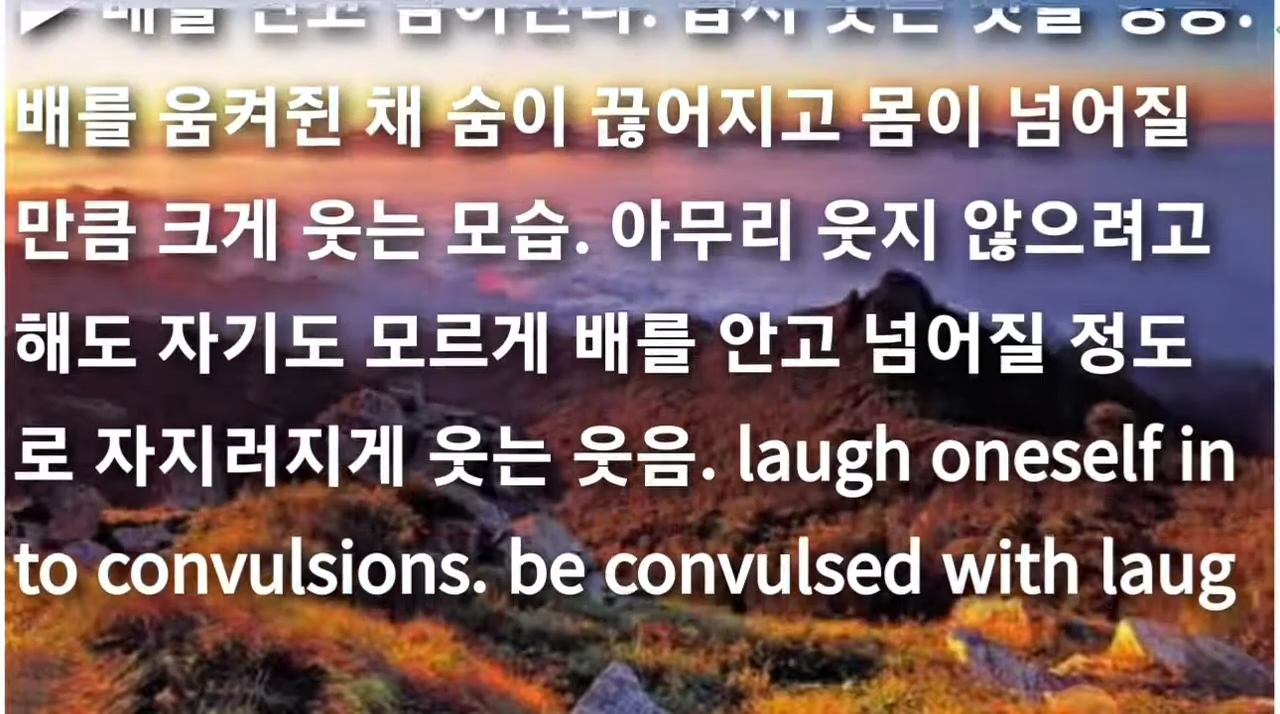 배를 움켜쥔 채 숨이 끊어지고 몸이 넘어질
만큼 크게 웃는 모습. 아무리 웃지 않으려고
해도 자기도 모르게 배를 안고 넘어질 정도
로 자지러지게 웃는 웃음. laugh oneself in
to convulsions. be convulsed with laug